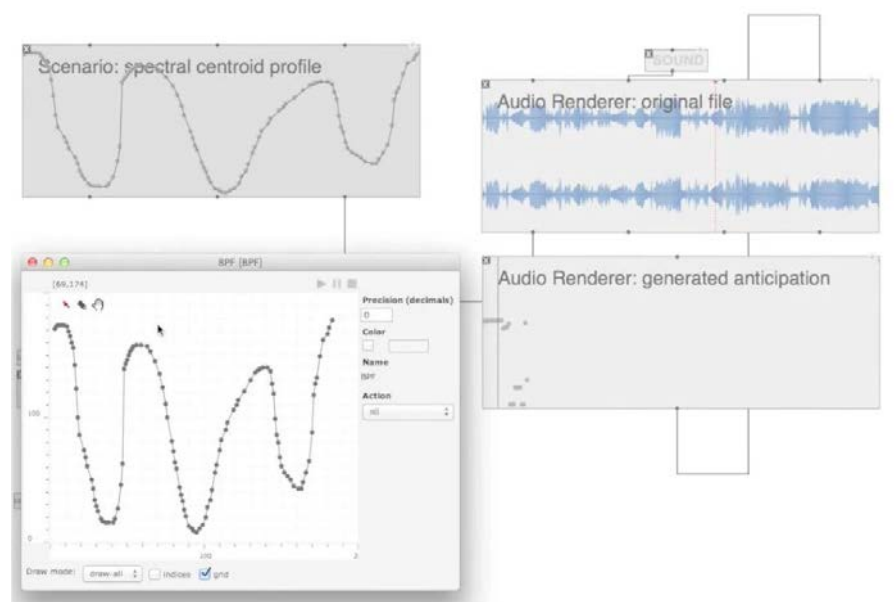 Scenario: spectral centroid profile
SOUND
Audio Renderer: original file
Audio Renderer: generated anticipation
BPF [BPF]
[69,174]
Precision (decimals)
0
Color
Name
BPF
Action
nil
100
0
200
Draw mode: draw-all indices grid